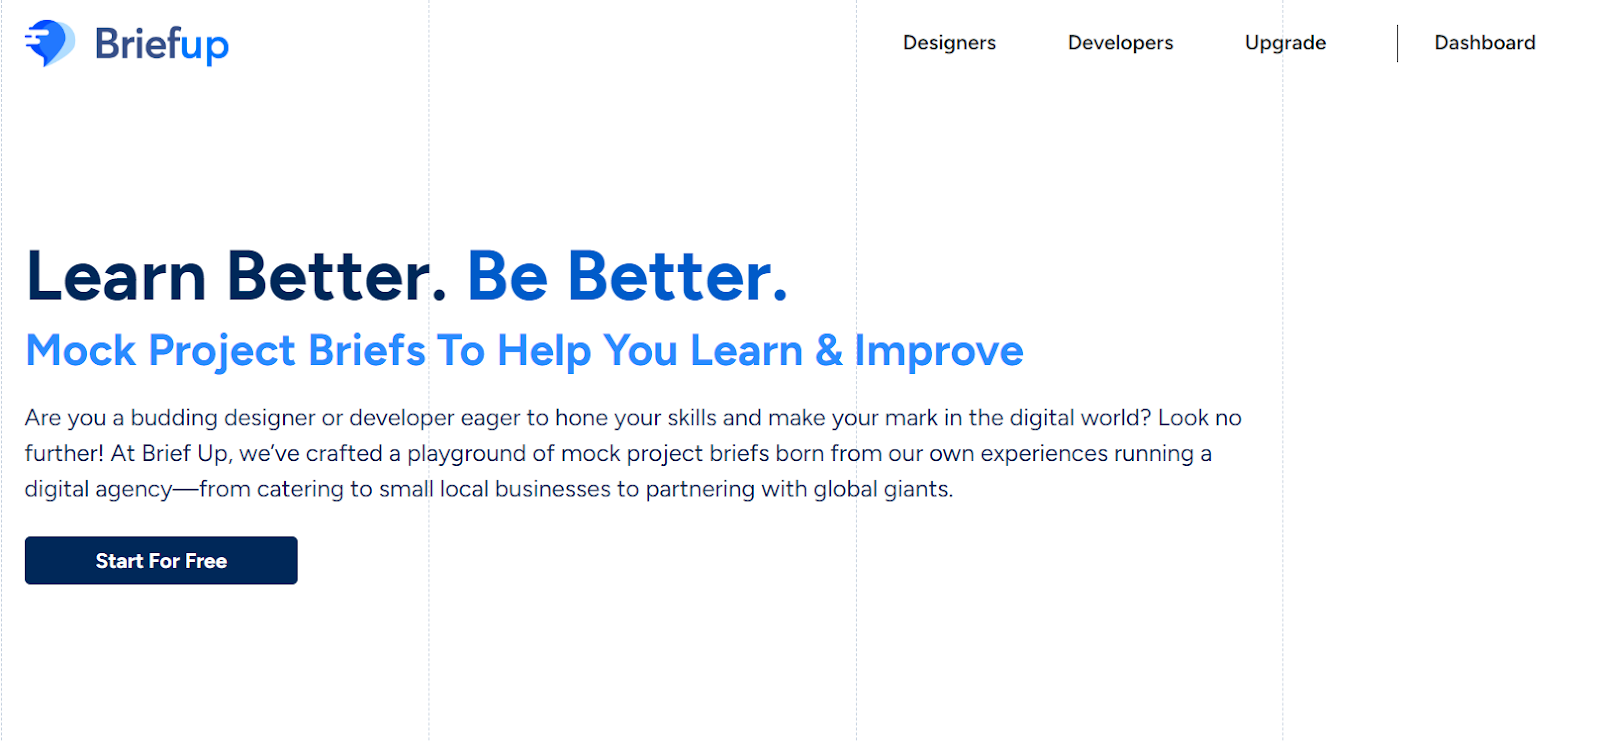 Briefup
Designers Developers Upgrade Dashboard
Learn Better. Be Better.
Mock Project Briefs To Help You Learn & Improve
Are you a budding designer or developer eager to hone your skills and make your mark in the digital world? Look no
further! At Brief Up, we’ve crafted a playground of mock project briefs born from our own experiences running a
digital agency—from catering to small local businesses to partnering with global giants.
Start For Free